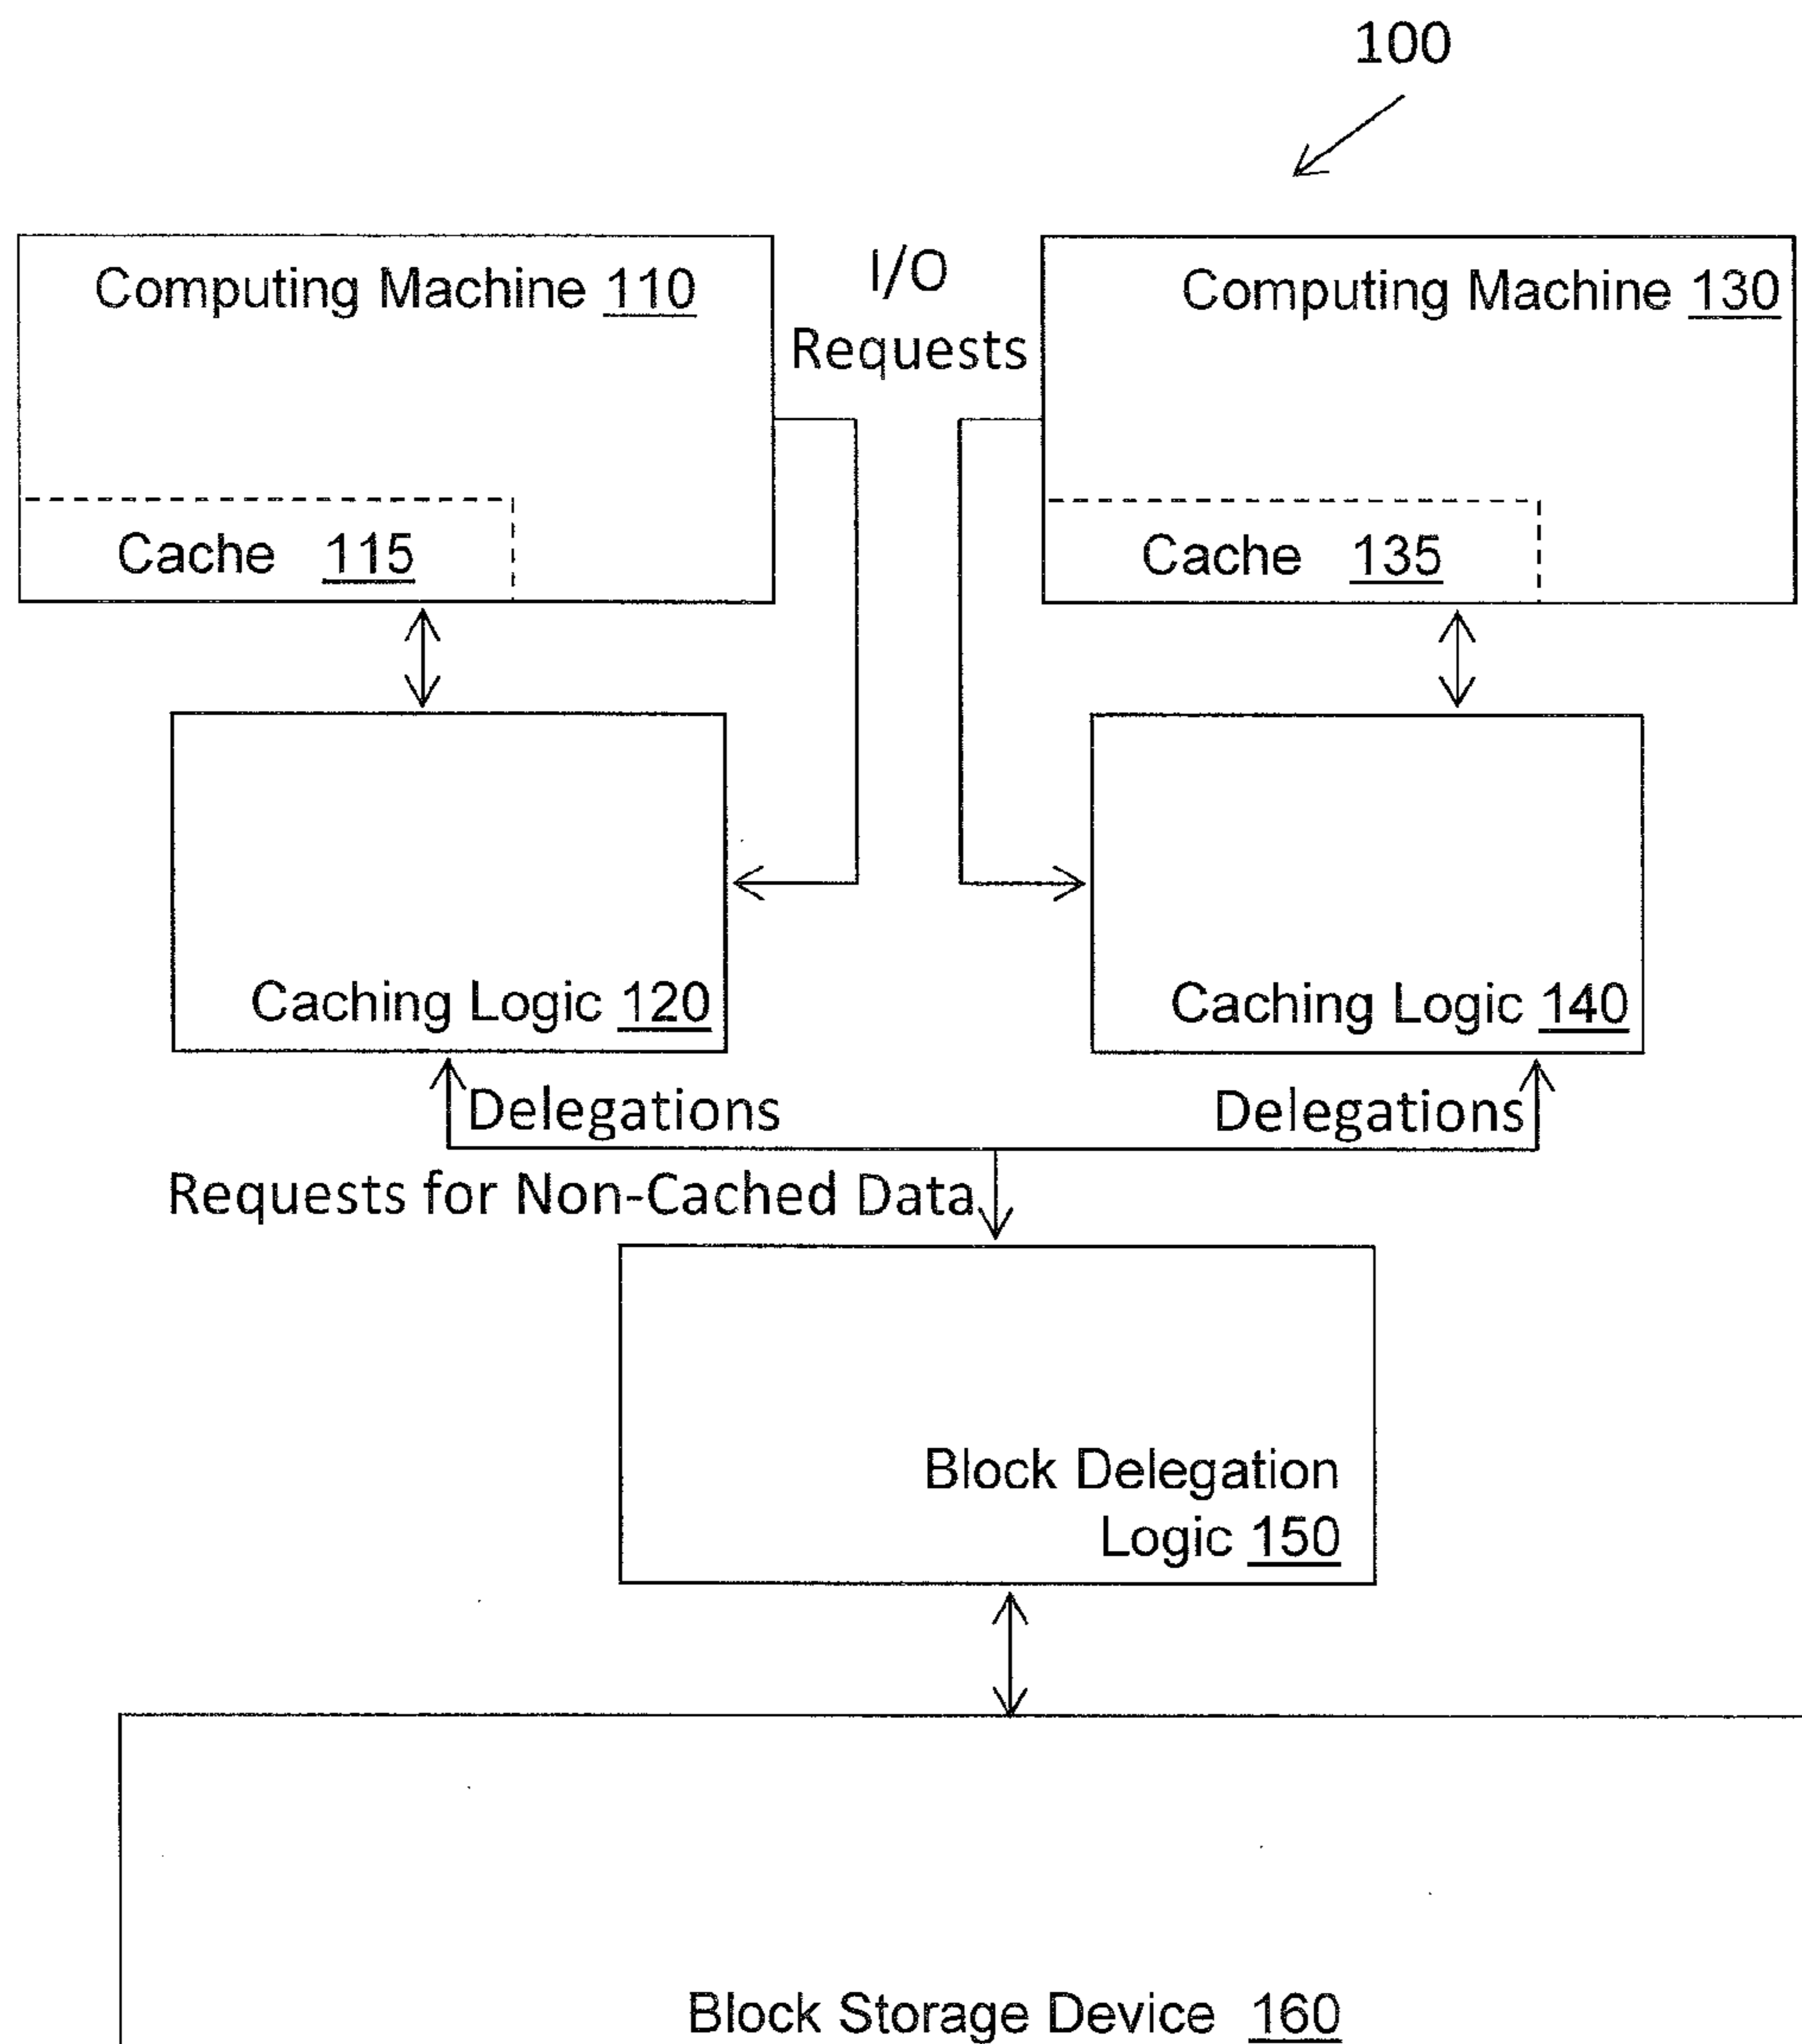 100
Computing Machine 110
I/O
Requests
Computing Machine 130
Cache 115
Cache 135
Caching Logic 120
Caching Logic 140
Delegations
Delegations
Requests for Non-Cached Data
Block Delegation
Logic 150
Block Storage Device 160